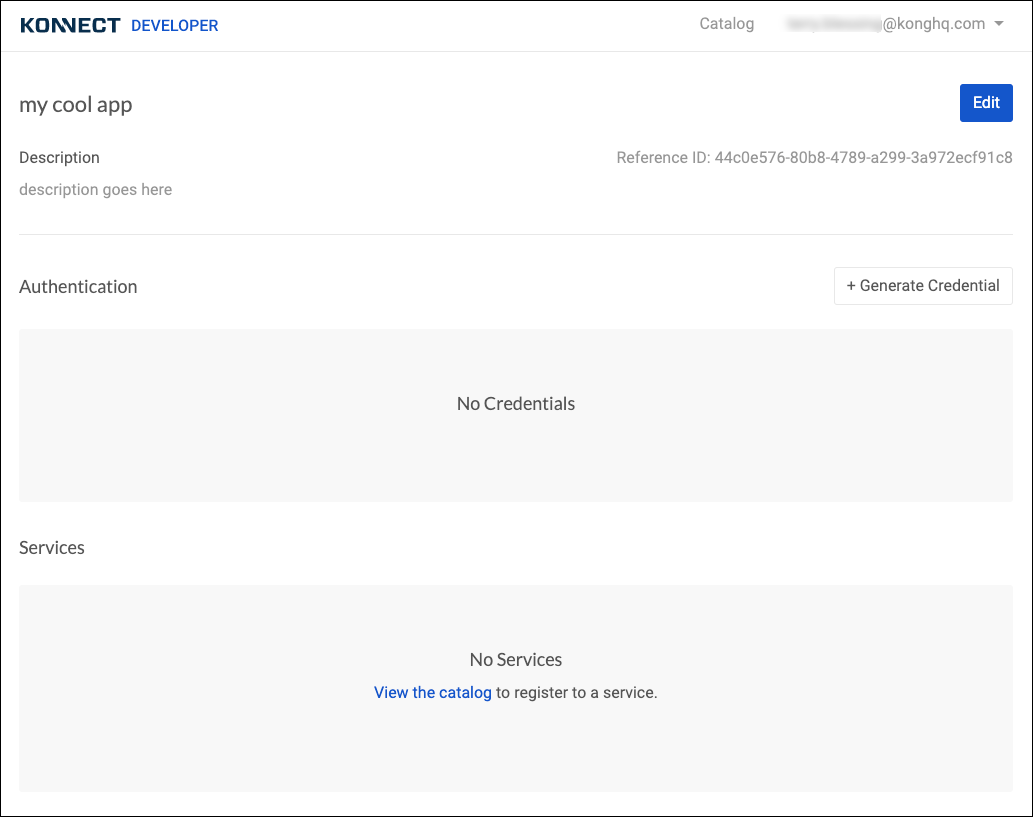 KONNECT DEVELOPER
Catalog @konghq.com
my cool app
Edit
Description
Reference ID: 44c0e576-80b8-4789-a299-3a972ecf91c8
description goes here
Authentication
+ Generate Credential
No Credentials
Services
No Services
View the catalog to register to a service.